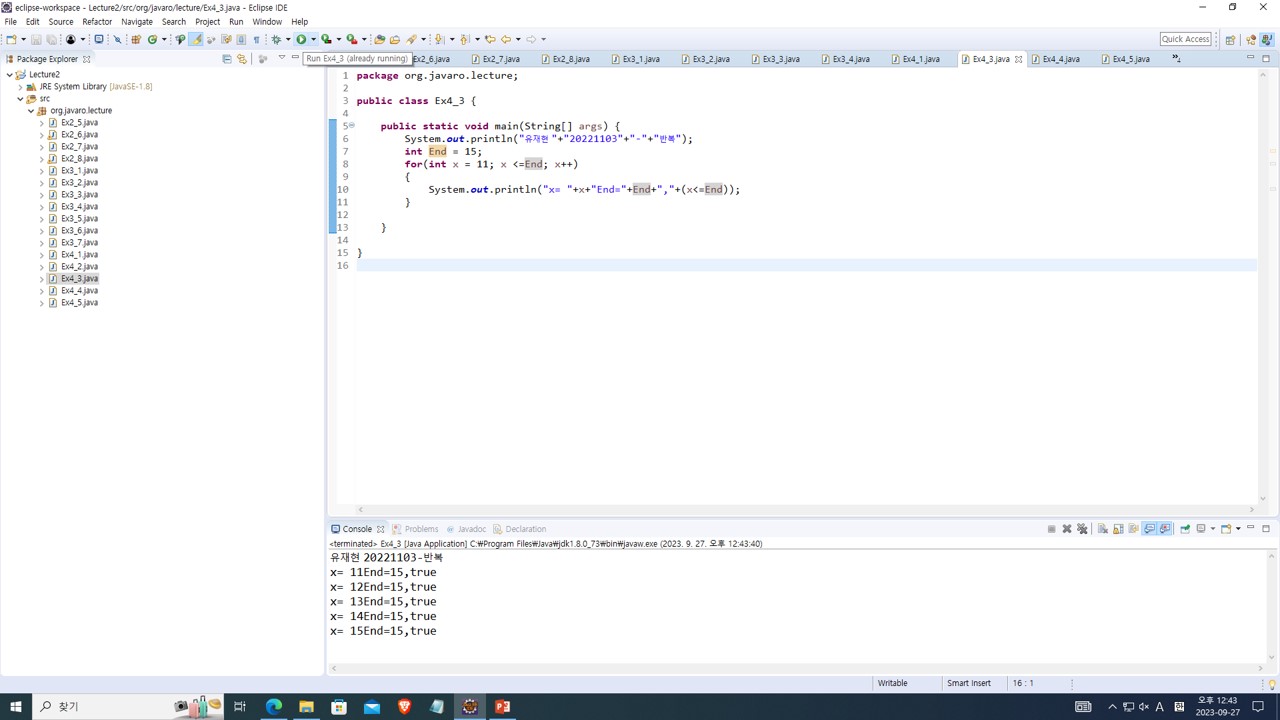 eclipse-workspace - Lecture2/src/org/javaro/lecture/Ex4_3.java - Eclipse IDE
File Edit Source Refactor Navigate Search Project Run Window Help
Quick Access
Package Explorer
Run Ex4_3 (already running)
Ex2_6.java Ex2_7.java Ex2_8.java Ex3_1.java Ex3_2.java Ex3_3.java Ex3_4.java Ex4_1.java Ex4_3.java Ex4_4.java Ex4_5.java
Lecture2
JRE System Library [JavaSE-1.8]
src
org.javaro.lecture
Ex2_5.java
Ex2_6.java
Ex2_7.java
Ex2_8.java
Ex3_1.java
Ex3_2.java
Ex3_3.java
Ex3_4.java
Ex3_5.java
Ex3_6.java
Ex3_7.java
Ex4_1.java
Ex4_2.java
Ex4_3.java
Ex4_4.java
Ex4_5.java
1 package org.javaro.lecture;
2
3 public class Ex4_3 {
4
5 public static void main(String[] args) {
6 System.out.println("유재현 "+"20221103"+"-"+"반복");
7 int End = 15;
8 for(int x = 11; x <=End; x++)
9 {
10 System.out.println("x= "+x+"End="+End+","+(x<=End));
11 }
12
13 }
14
15 }
16
Console Problems Javadoc Declaration
<terminated> Ex4_3 [Java Application] C:₩Program Files₩Java₩jdk1.8.0_73₩bin₩javaw.exe (2023. 9. 27. 오후 12:43:40)
유재현 20221103-반복
x= 11End=15,true
x= 12End=15,true
x= 13End=15,true
x= 14End=15,true
x= 15End=15,true
Writable Smart Insert 16 : 1
찾기
A
오후 12:43
2023-09-27